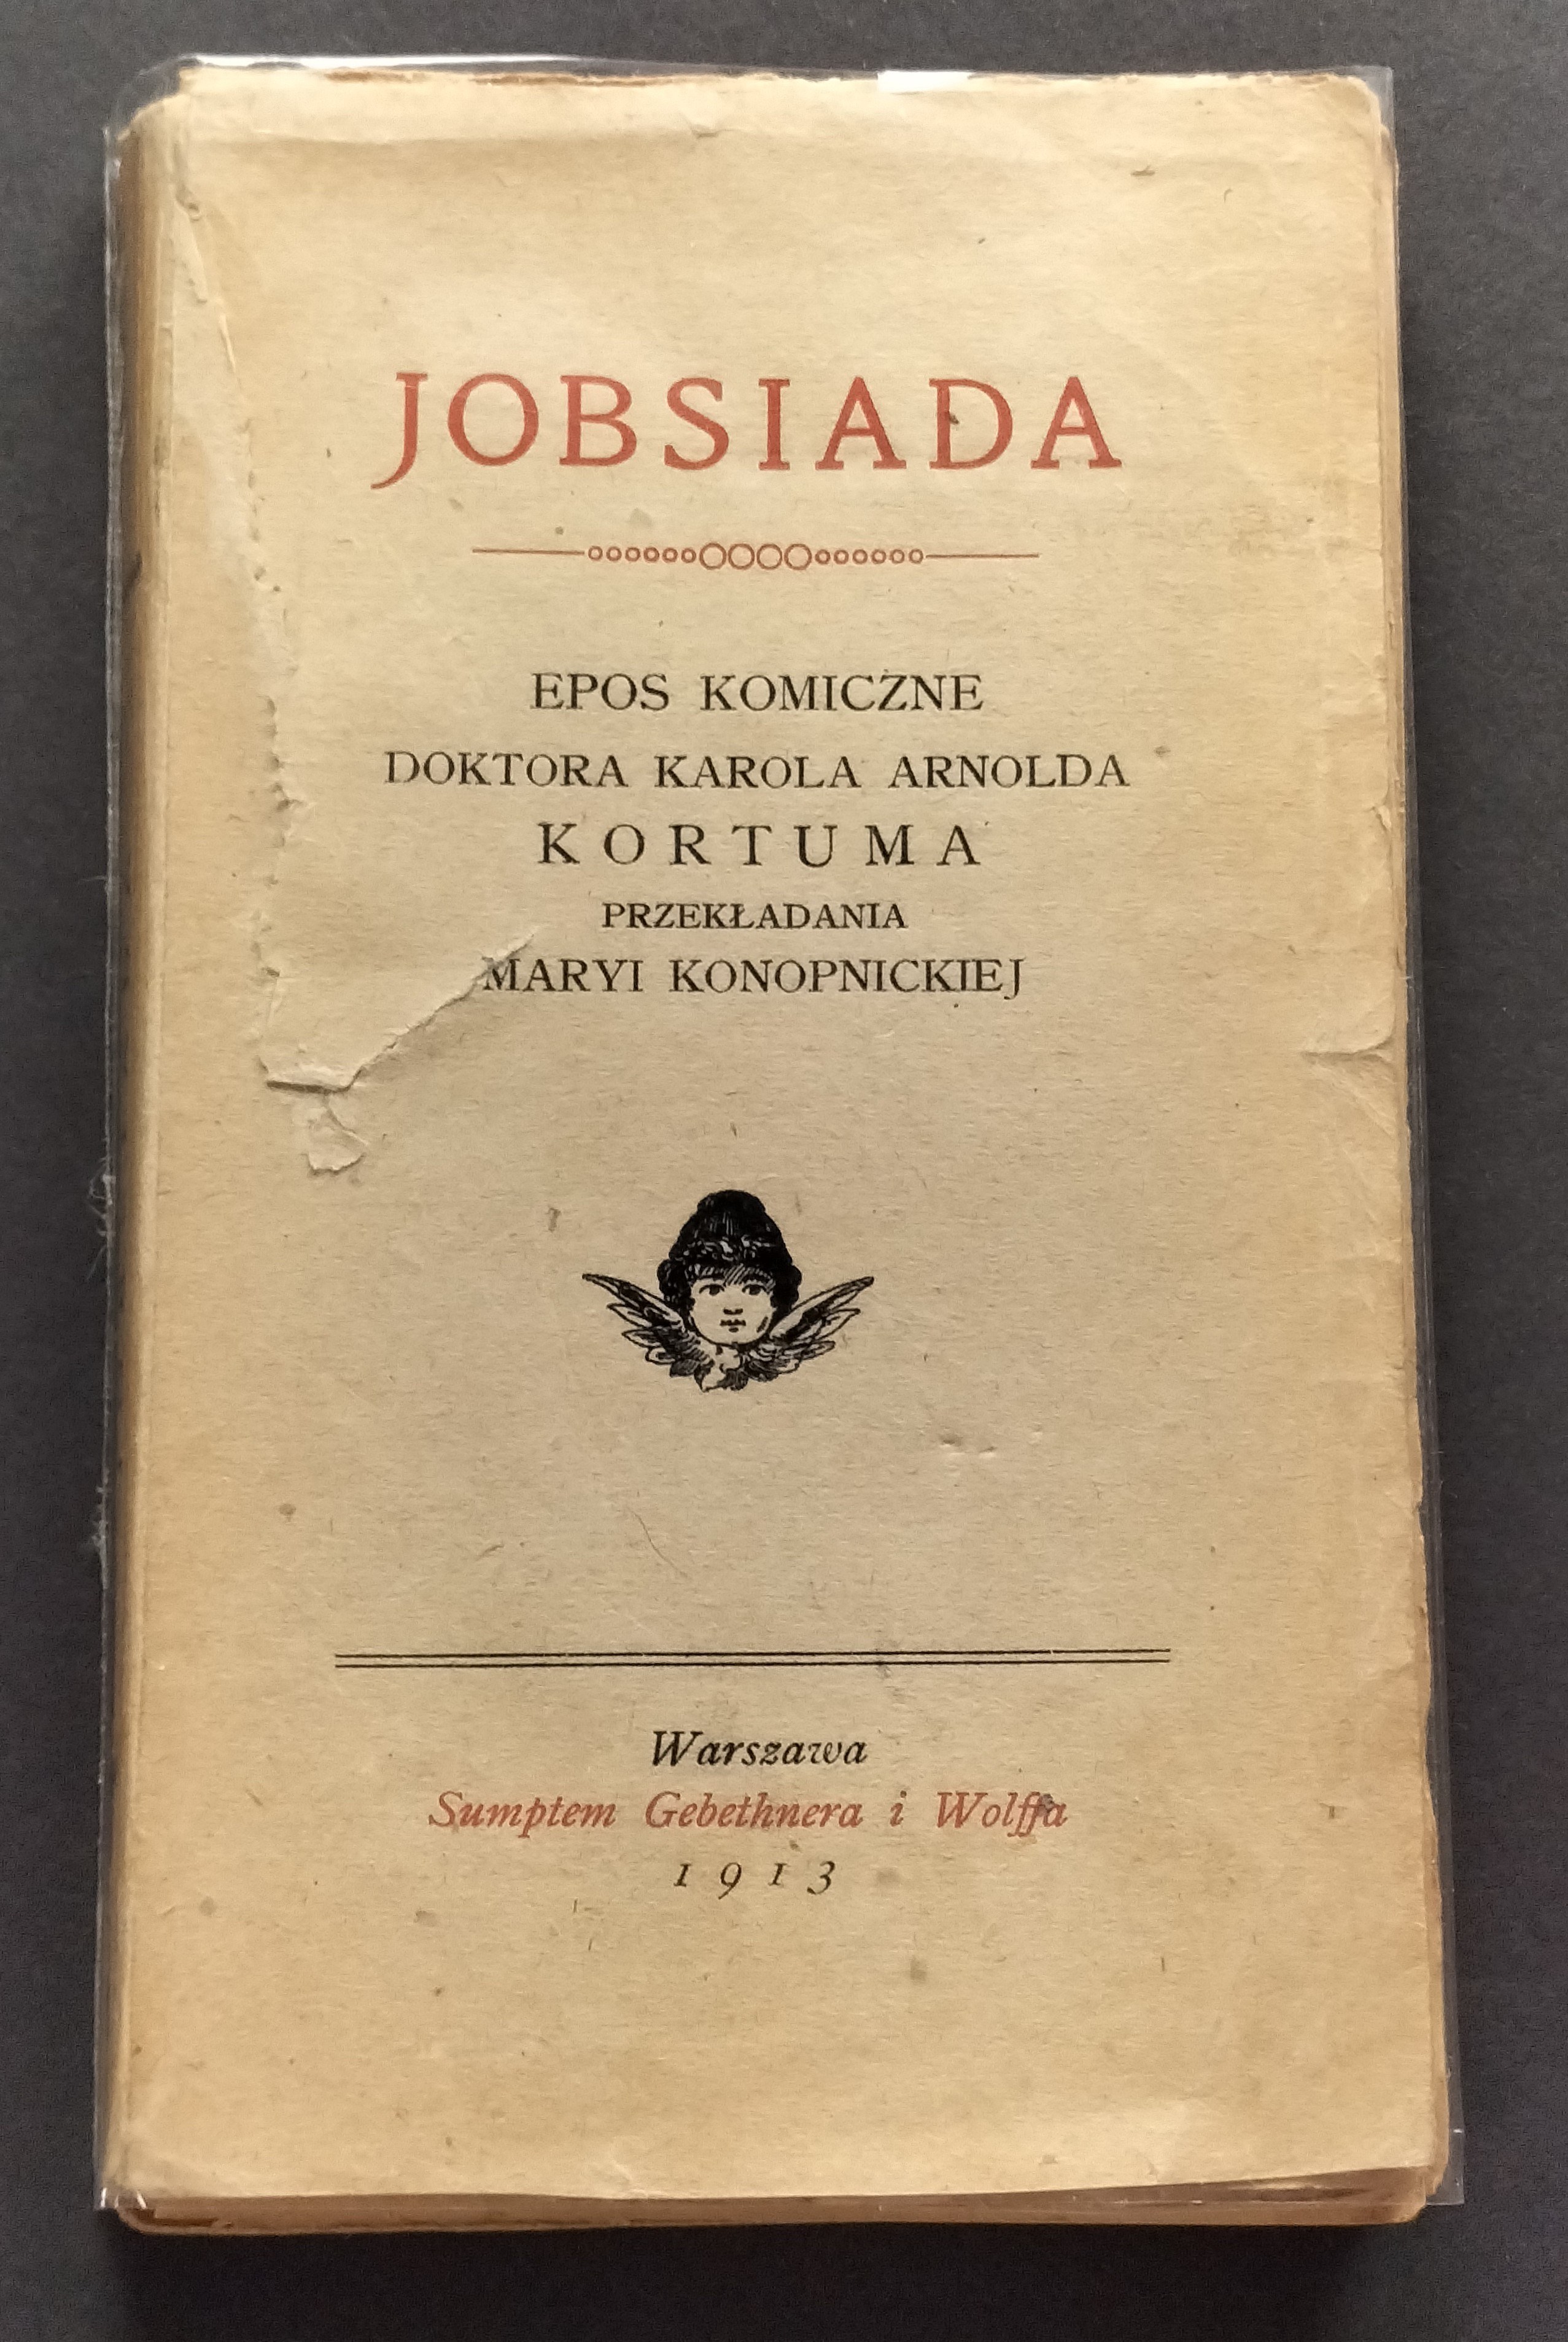 JOBSIADA
EPOS KOMICZNE
DOKTORA KAROLA ARNOLDA
KORTUMA
PRZEKŁADANIA
MARYI KONOPNICKIEJ
Warszawa
Sumptem Gebethnera i Wolffa
1913